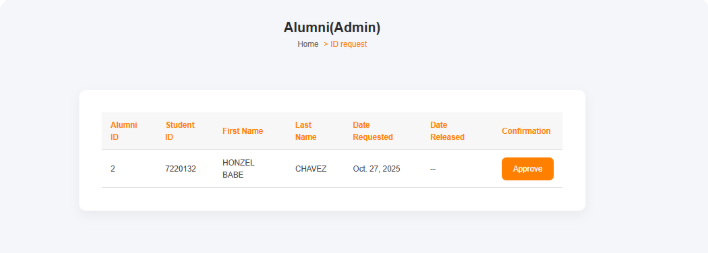 Alumni(Admin)
Home > ID request
Alumni ID Student ID First Name Last Name Date Requested Date Released Confirmation
2 7220132 HONZEL BABE CHAVEZ Oct. 27, 2025 -- Approve